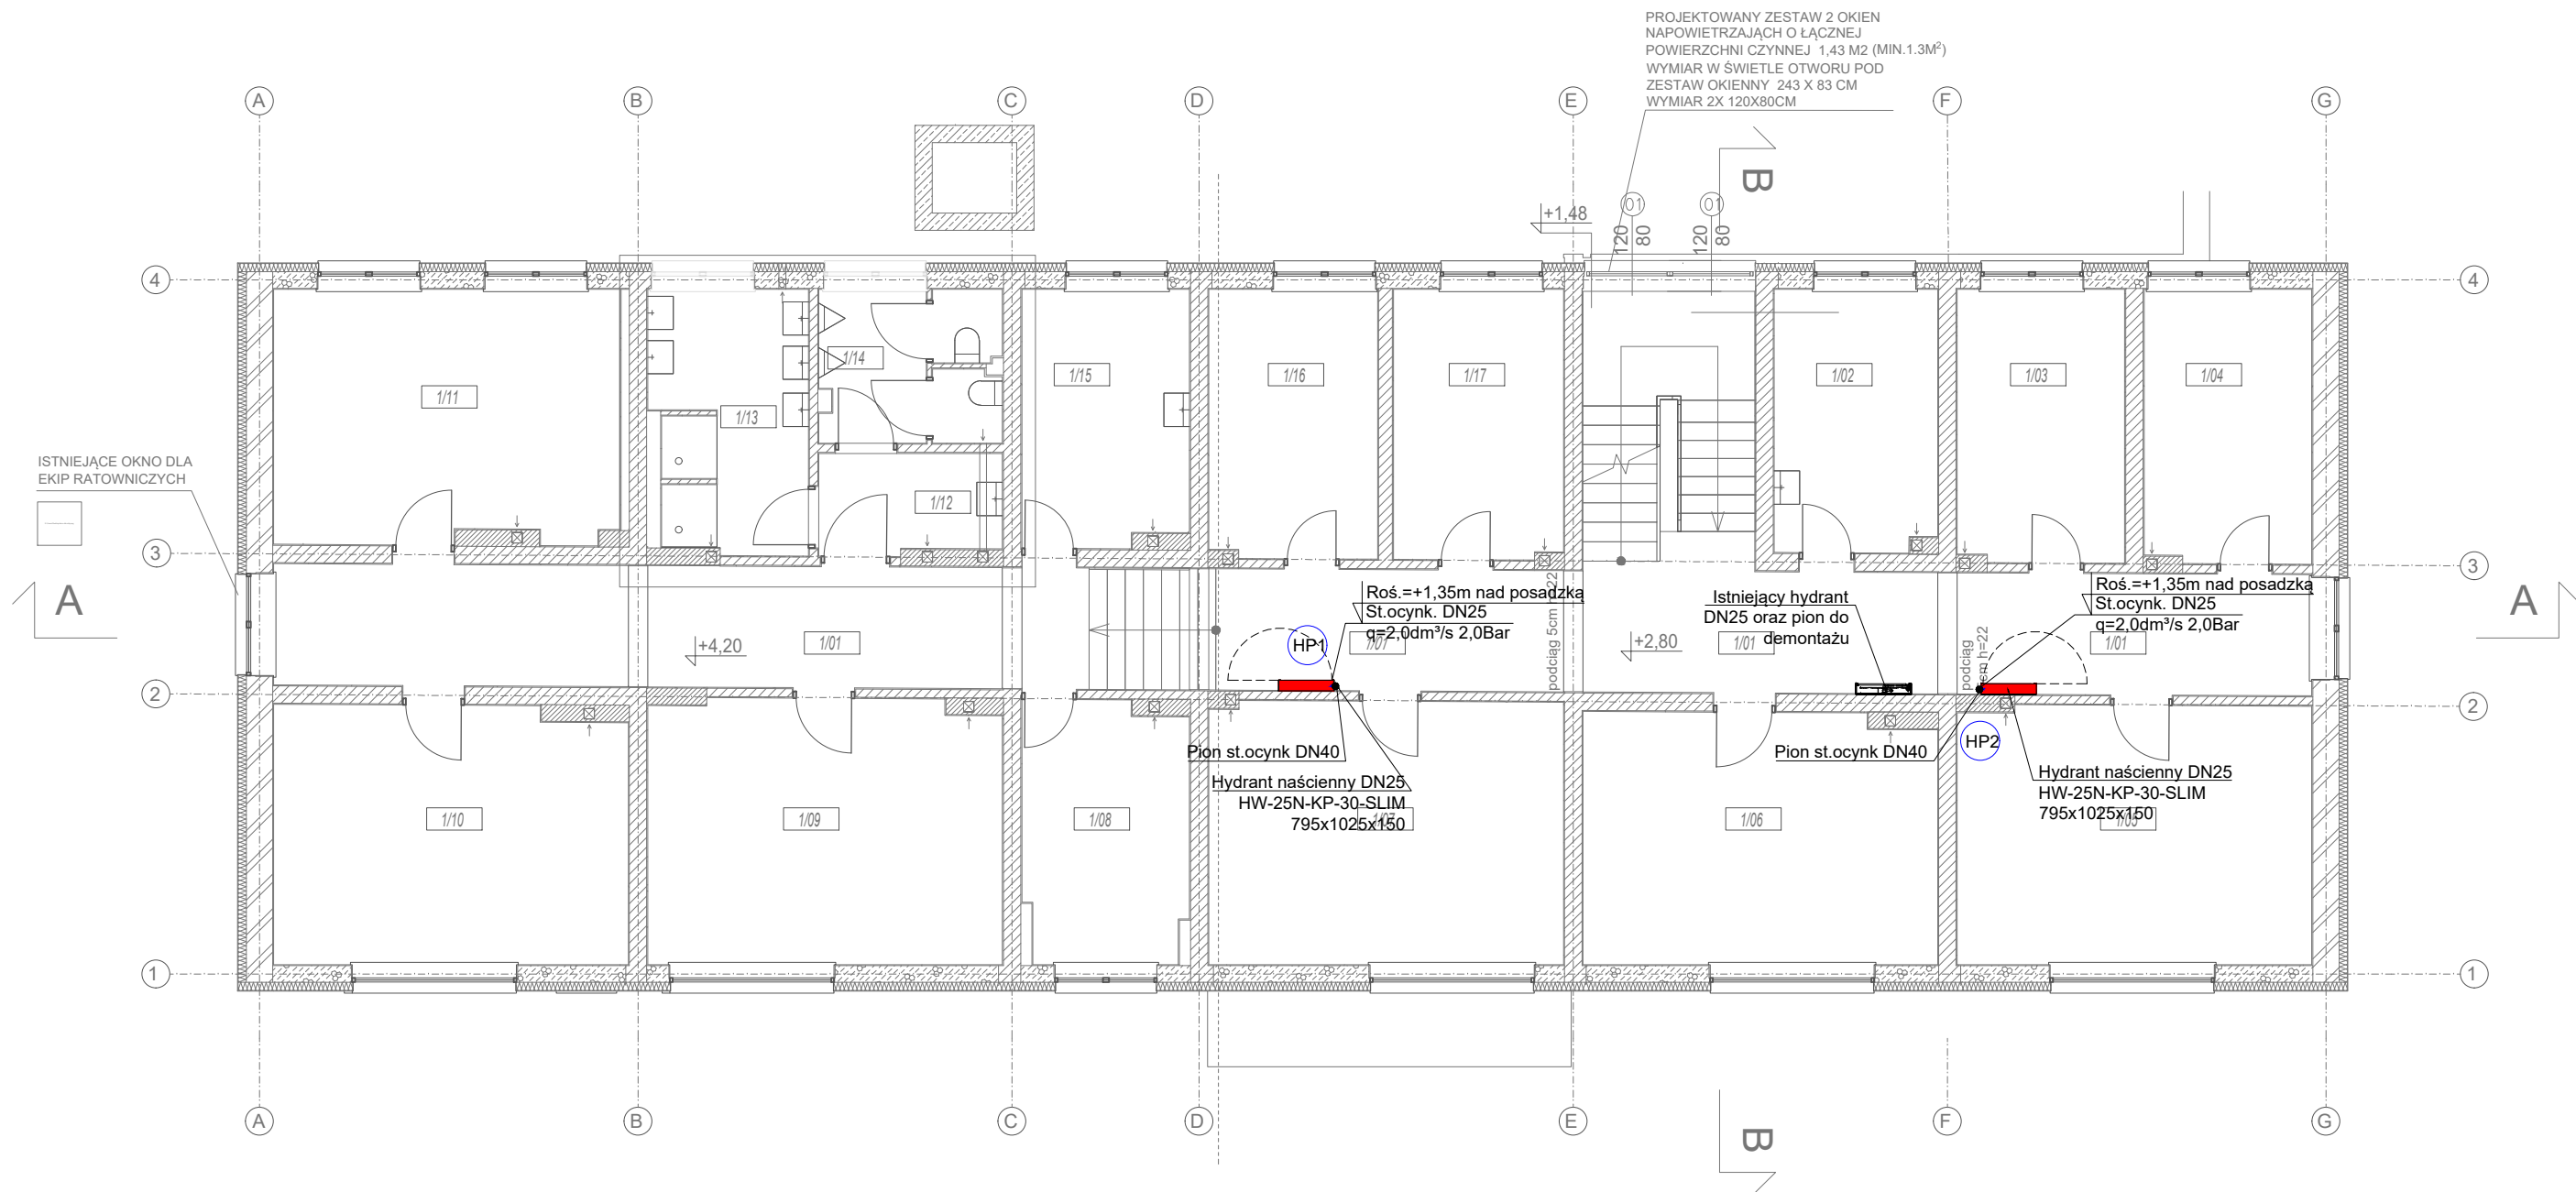 PROJEKTOWANY ZESTAW 2 OKIEN
NAPOWIETRZAJĄCH O ŁĄCZNEJ
POWIERZCHNI CZYNNEJ 1,43 M2 (MIN.1.3M²)
WYMIAR W ŚWIETLE OTWORU POD
ZESTAW OKIENNY 243 X 83 CM
WYMIAR 2X 120X80CM
A
B
C
D
E
F
G
B
+1,48
01
01
120
80
120
80
4
4
1/14
1/15
1/16
1/17
1/02
1/03
1/04
1/11
1/13
1/12
ISTNIEJĄCE OKNO DLA
EKIP RATOWNICZYCH
3
3
A
A
Roś.=+1,35m nad posadzką
St.ocynk. DN25
q=2,0dm³/s 2,0Bar
Istniejący hydrant
DN25 oraz pion do
demontażu
Roś.=+1,35m nad posadzką
St.ocynk. DN25
q=2,0dm³/s 2,0Bar
+4,20
1/01
HP1
podciąg 5cm h=22
+2,80
1/01
podciąg
h=22
1/01
2
2
Pion st.ocynk DN40
Hydrant naścienny DN25
HW-25N-KP-30-SLIM
795x1025x150
Pion st.ocynk DN40
HP2
Hydrant naścienny DN25
HW-25N-KP-30-SLIM
795x1025x150
1/10
1/09
1/08
1/07
1/06
1/05
1
1
A
B
C
D
E
F
G
B